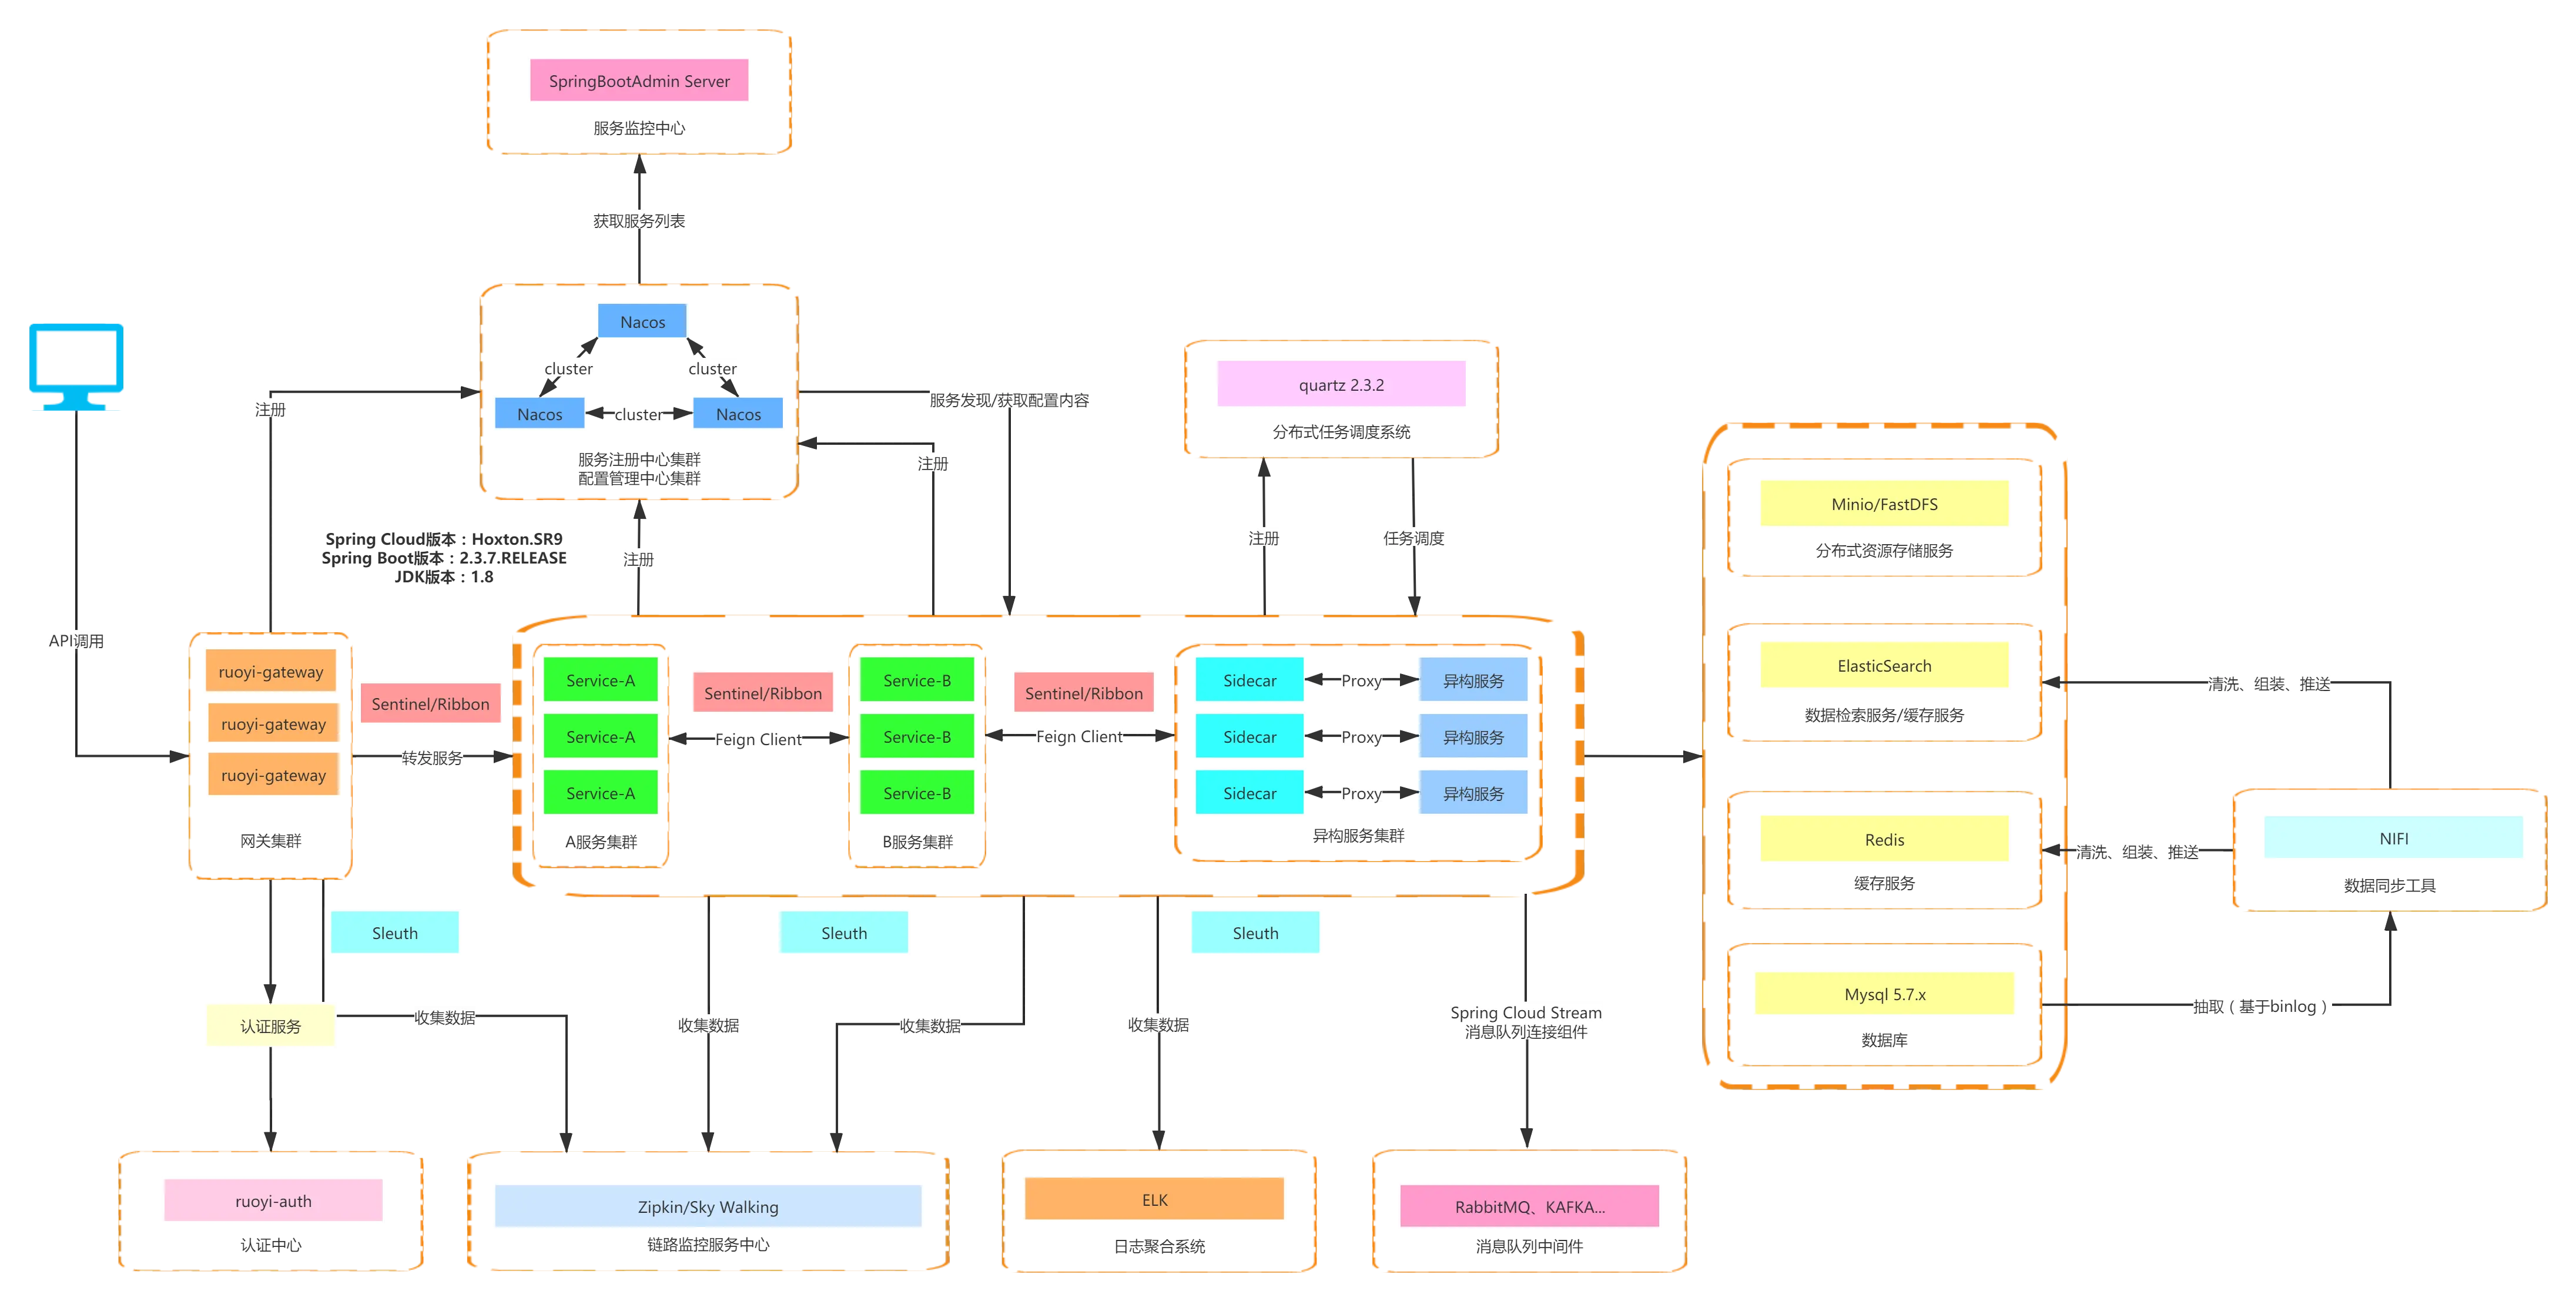 SpringBootAdmin Server
服务监控中心
获取服务列表
Nacos
cluster
cluster
Nacos
cluster
Nacos
服务注册中心集群
配置管理中心集群
注册
服务发现/获取配置内容
注册
quartz 2.3.2
分布式任务调度系统
Spring Cloud版本：Hoxton.SR9
Spring Boot版本：2.3.7.RELEASE
JDK版本：1.8
注册
注册
任务调度
API调用
ruoyi-gateway
ruoyi-gateway
ruoyi-gateway
网关集群
Sentinel/Ribbon
转发服务
Service-A
Service-A
Service-A
A服务集群
Sentinel/Ribbon
Feign Client
Service-B
Service-B
Service-B
B服务集群
Sentinel/Ribbon
Feign Client
Sidecar
Proxy
异构服务
Sidecar
Proxy
异构服务
Sidecar
Proxy
异构服务
异构服务集群
Minio/FastDFS
分布式资源存储服务
ElasticSearch
数据检索服务/缓存服务
Redis
缓存服务
Mysql 5.7.x
数据库
清洗、组装、推送
清洗、组装、推送
NIFI
数据同步工具
抽取（基于binlog）
Sleuth
Sleuth
Sleuth
认证服务
收集数据
收集数据
收集数据
收集数据
Spring Cloud Stream
消息队列连接组件
ruoyi-auth
认证中心
Zipkin/Sky Walking
链路监控服务中心
ELK
日志聚合系统
RabbitMQ、KAFKA...
消息队列中间件